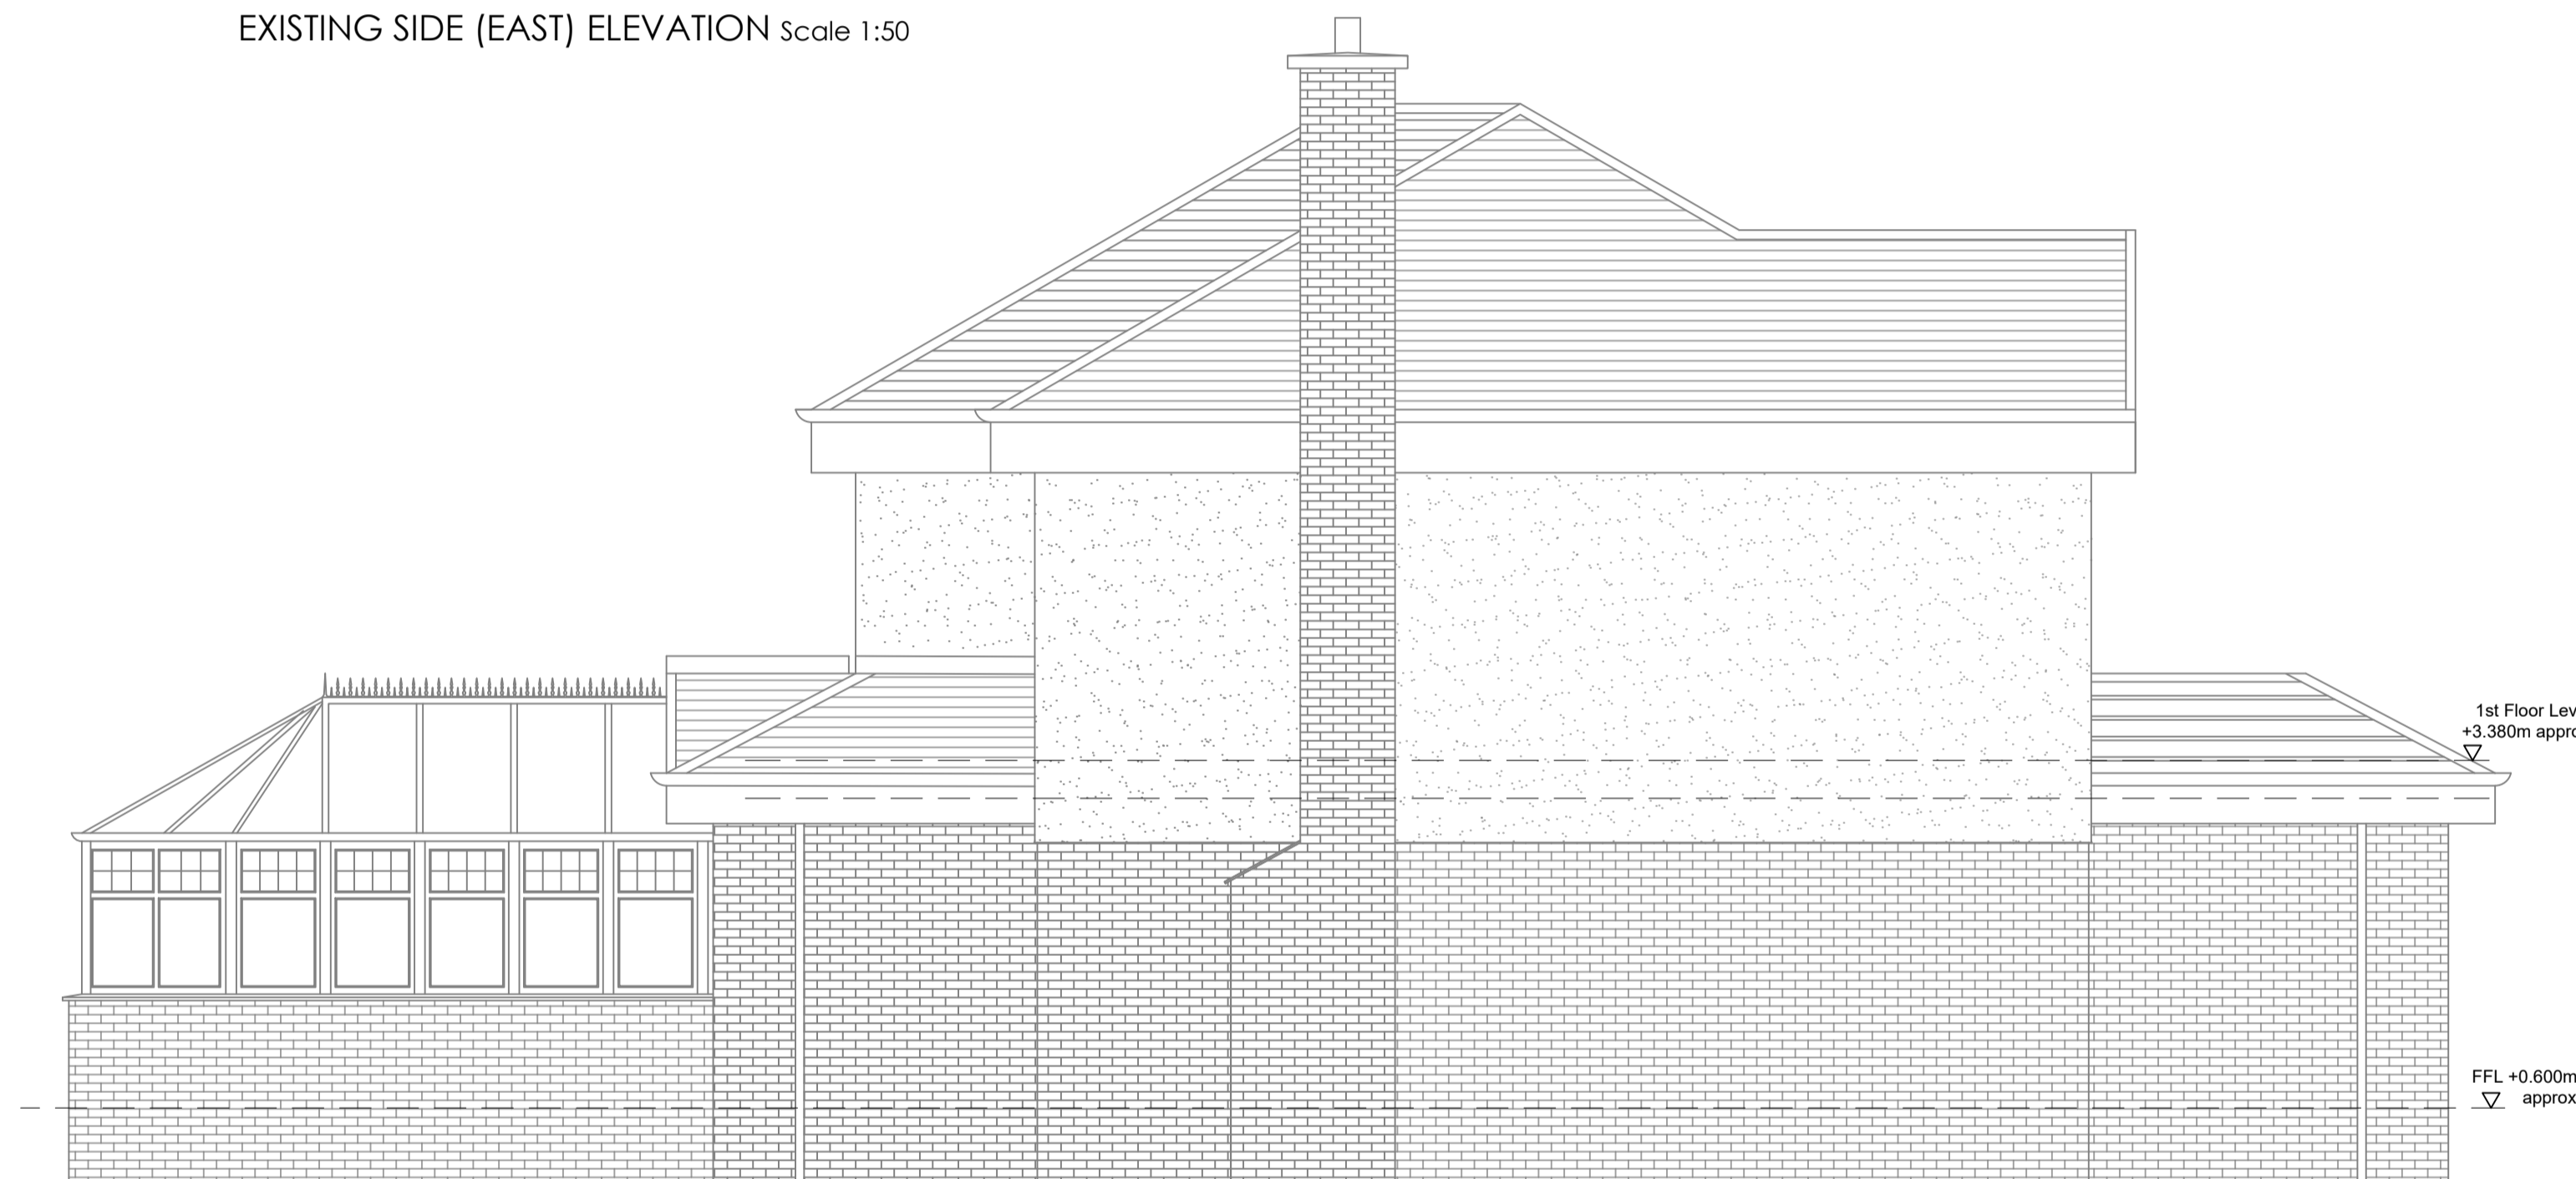 EXISTING SIDE (EAST) ELEVATION Scale 1:50
1st Floor Lev
+3.380m appro
FFL +0.600m
approx